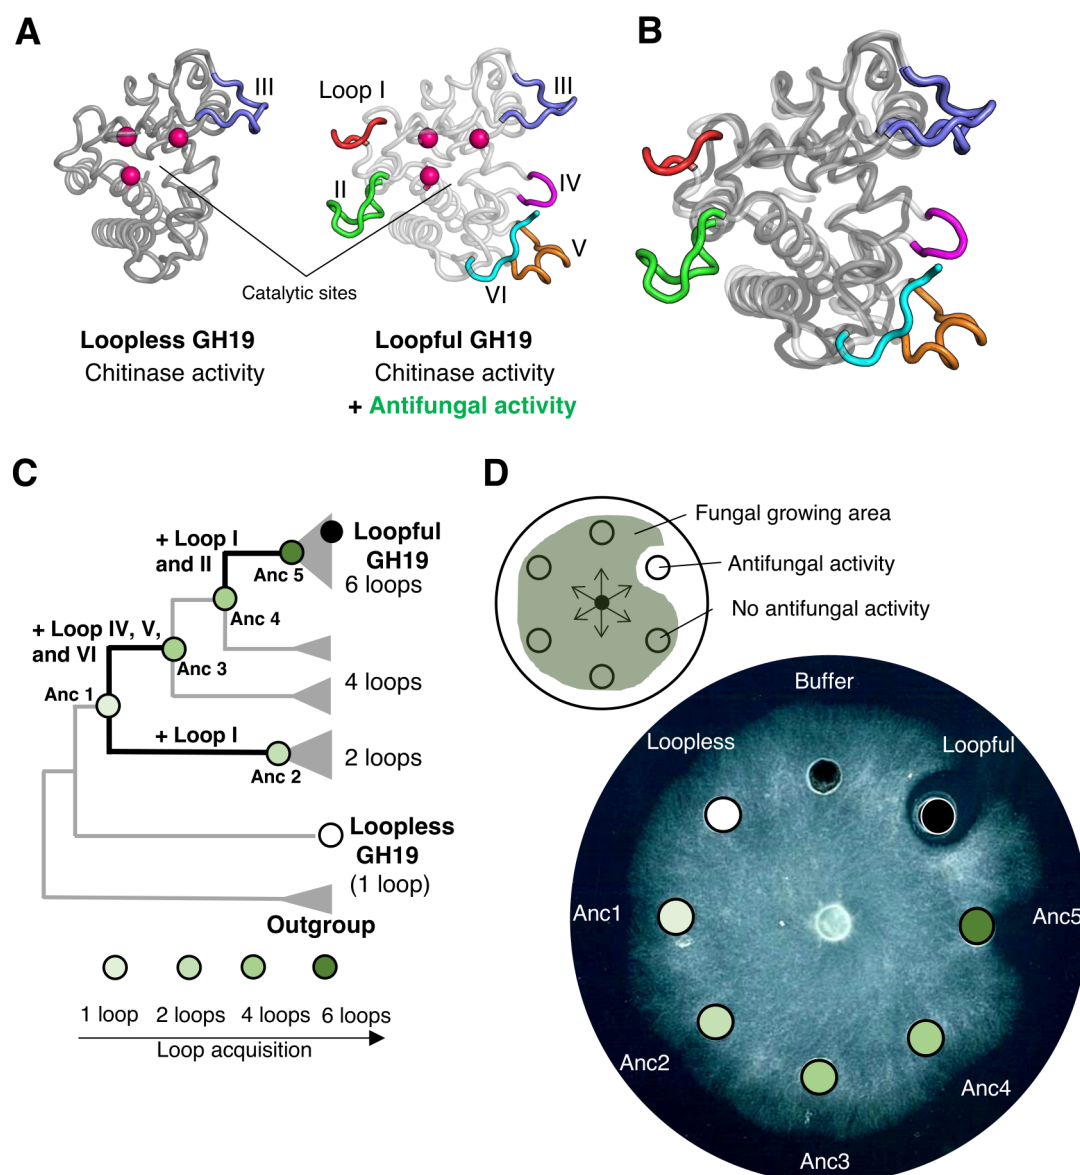 A
III
Loop I
III
II
IV
V
VI
Catalytic sites
Loopless GH19
Chitinase activity
Loopful GH19
Chitinase activity
+ Antifungal activity
B
C
+ Loop I
and II
Anc 5
Loopful
GH19
6 loops
Anc 4
+ Loop IV, V,
and VI
Anc 3
4 loops
Anc 1
+ Loop I
Anc 2
2 loops
Loopless
GH19
(1 loop)
Outgroup
1 loop
2 loops
4 loops
6 loops
Loop acquisition
D
Fungal growing area
Antifungal activity
No antifungal activity
Buffer
Loopless
Loopful
Anc1
Anc5
Anc2
Anc4
Anc3